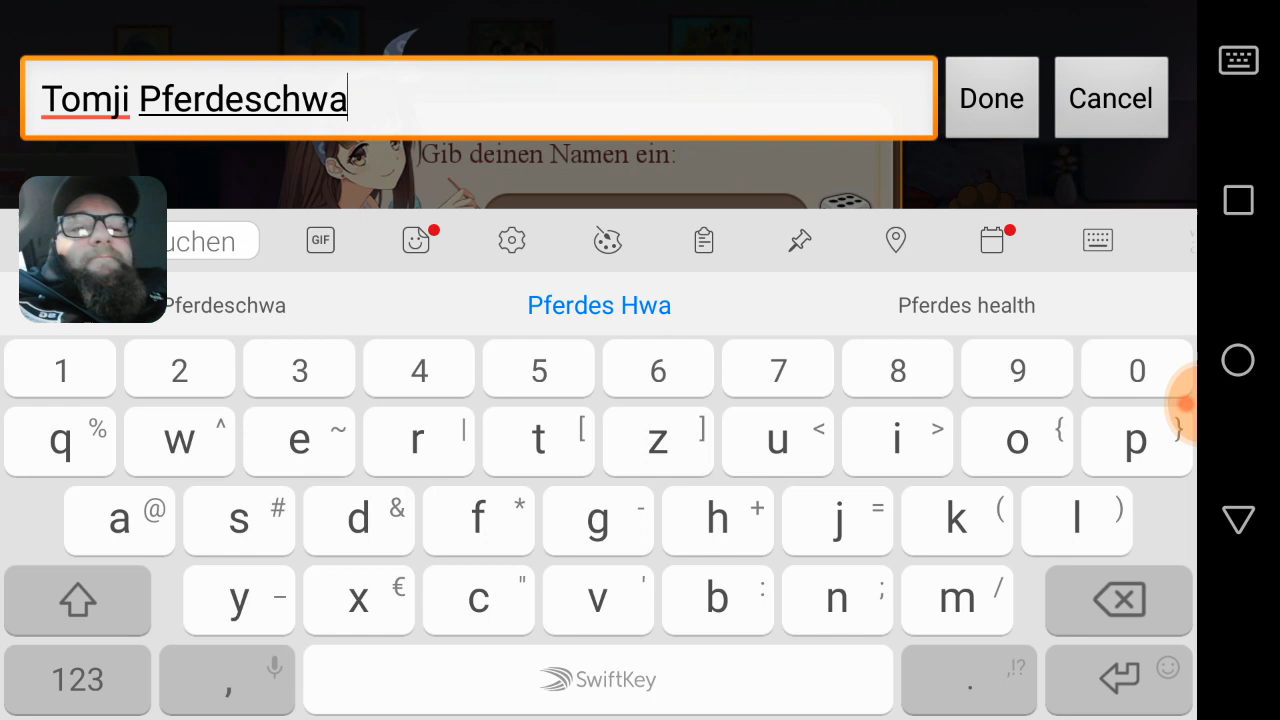 Tomji Pferdeschwa
Done
Cancel
Gib deinen Namen ein:
uchen
GIF
Pferdeschwa
Pferdes Hwa
Pferdes health
1 2 3 4 5 6 7 8 9 0
q % w ^ e ~ r | t [ z ] u < i > o { p }
a @ s # d & f * g - h + j = k ( l )
y _ x € c " v ' b : n ; m /
123 , SwiftKey . ,!?